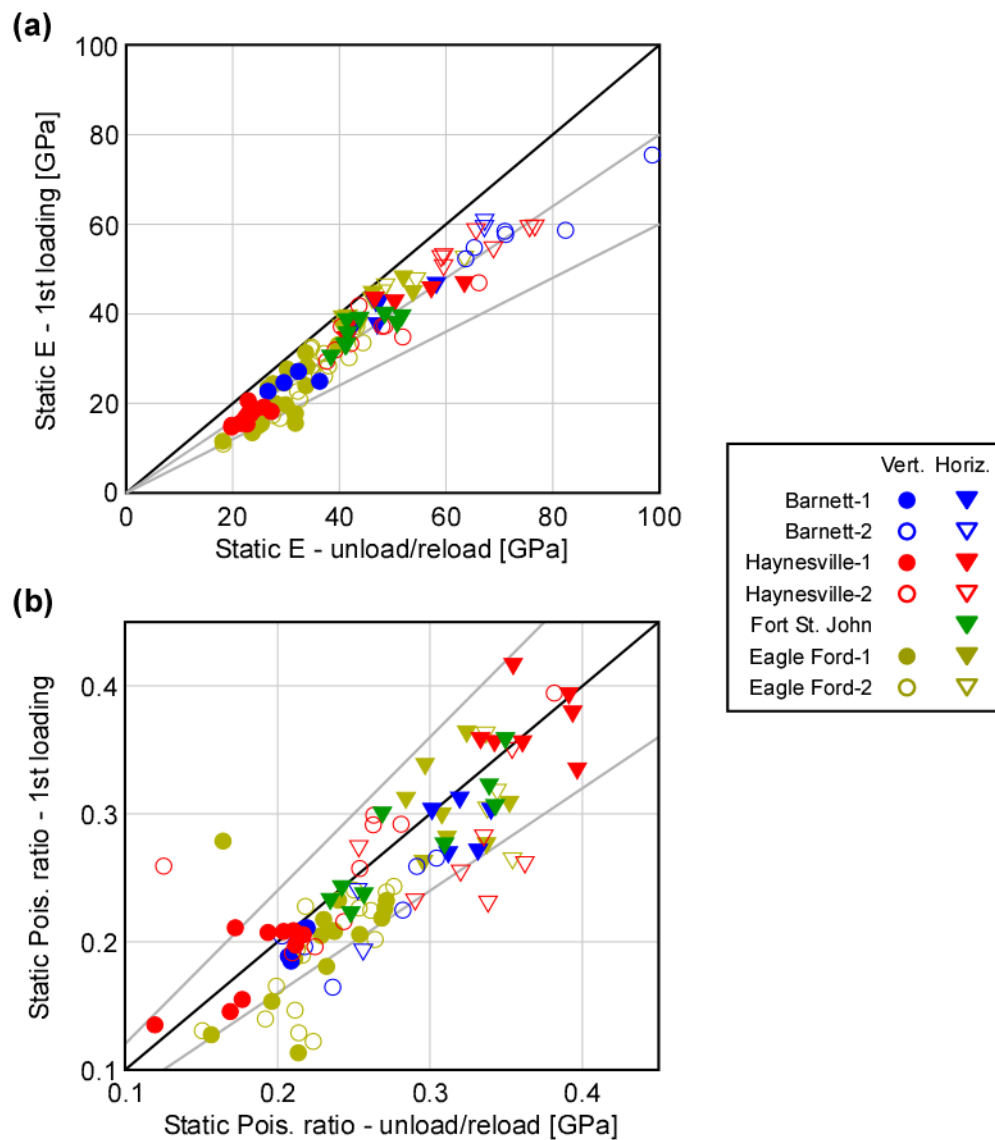 (a)
100
80
60
40
20
0
Static E - 1st loading [GPa]
0 20 40 60 80 100
Static E - unload/reload [GPa]
Vert. Horiz.
Barnett-1
Barnett-2
Haynesville-1
Haynesville-2
Fort St. John
Eagle Ford-1
Eagle Ford-2
(b)
0.4
0.3
0.2
0.1
Static Pois. ratio - 1st loading
0.1 0.2 0.3 0.4
Static Pois. ratio - unload/reload [GPa]